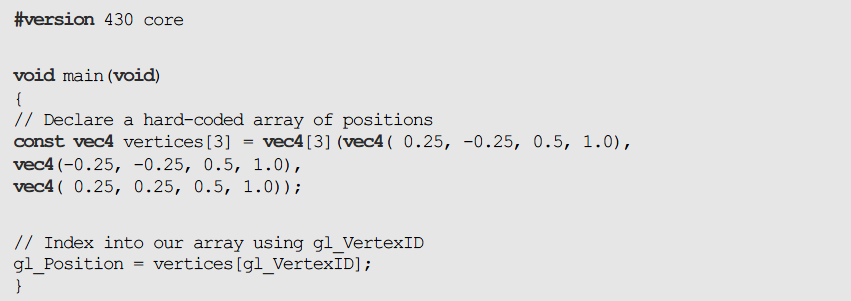 #version 430 core
void main(void)
{
// Declare a hard-coded array of positions
const vec4 vertices[3] = vec4[3](vec4( 0.25, -0.25, 0.5, 1.0),
vec4(-0.25, -0.25, 0.5, 1.0),
vec4( 0.25, 0.25, 0.5, 1.0));
// Index into our array using gl_VertexID
gl_Position = vertices[gl_VertexID];
}